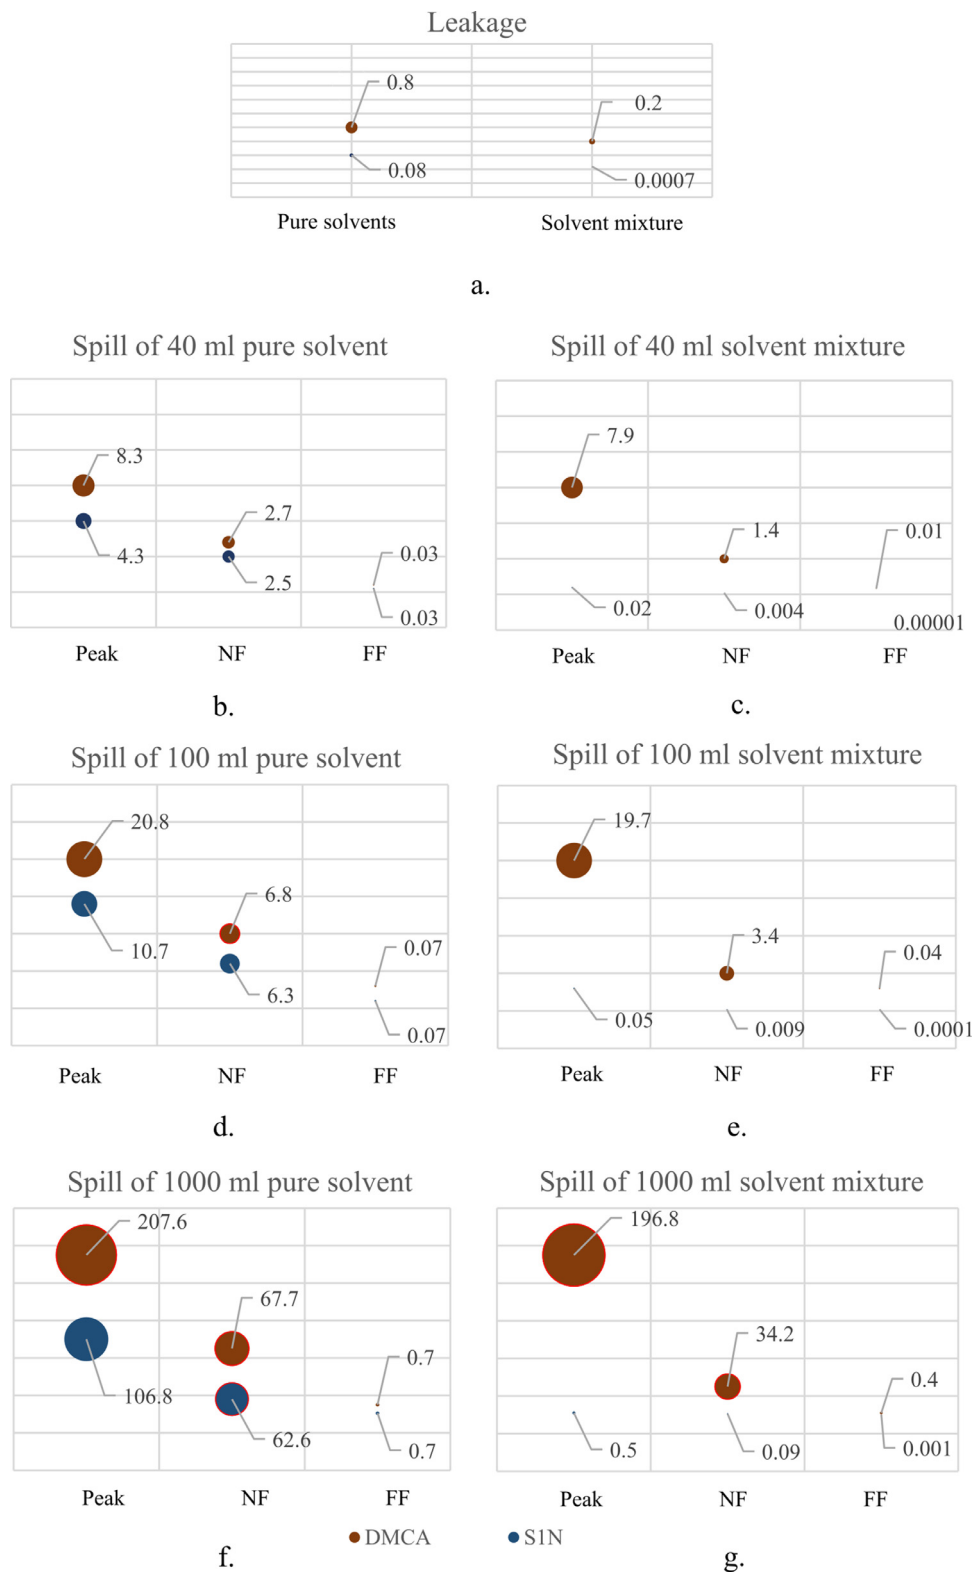 Leakage
0.8
0.2
0.08
0.0007
Pure solvents
Solvent mixture
a.
Spill of 40 ml pure solvent
8.3
2.7
4.3
2.5
0.03
0.03
Peak
NF
FF
b.
Spill of 40 ml solvent mixture
7.9
1.4
0.01
0.02
0.004
0.00001
Peak
NF
FF
c.
Spill of 100 ml pure solvent
20.8
6.8
10.7
6.3
0.07
0.07
Peak
NF
FF
d.
Spill of 100 ml solvent mixture
19.7
3.4
0.04
0.05
0.009
0.0001
Peak
NF
FF
e.
Spill of 1000 ml pure solvent
207.6
67.7
0.7
106.8
62.6
0.7
Peak
NF
FF
f.
Spill of 1000 ml solvent mixture
196.8
34.2
0.4
0.5
0.09
0.001
Peak
NF
FF
DMCA
S1N
g.